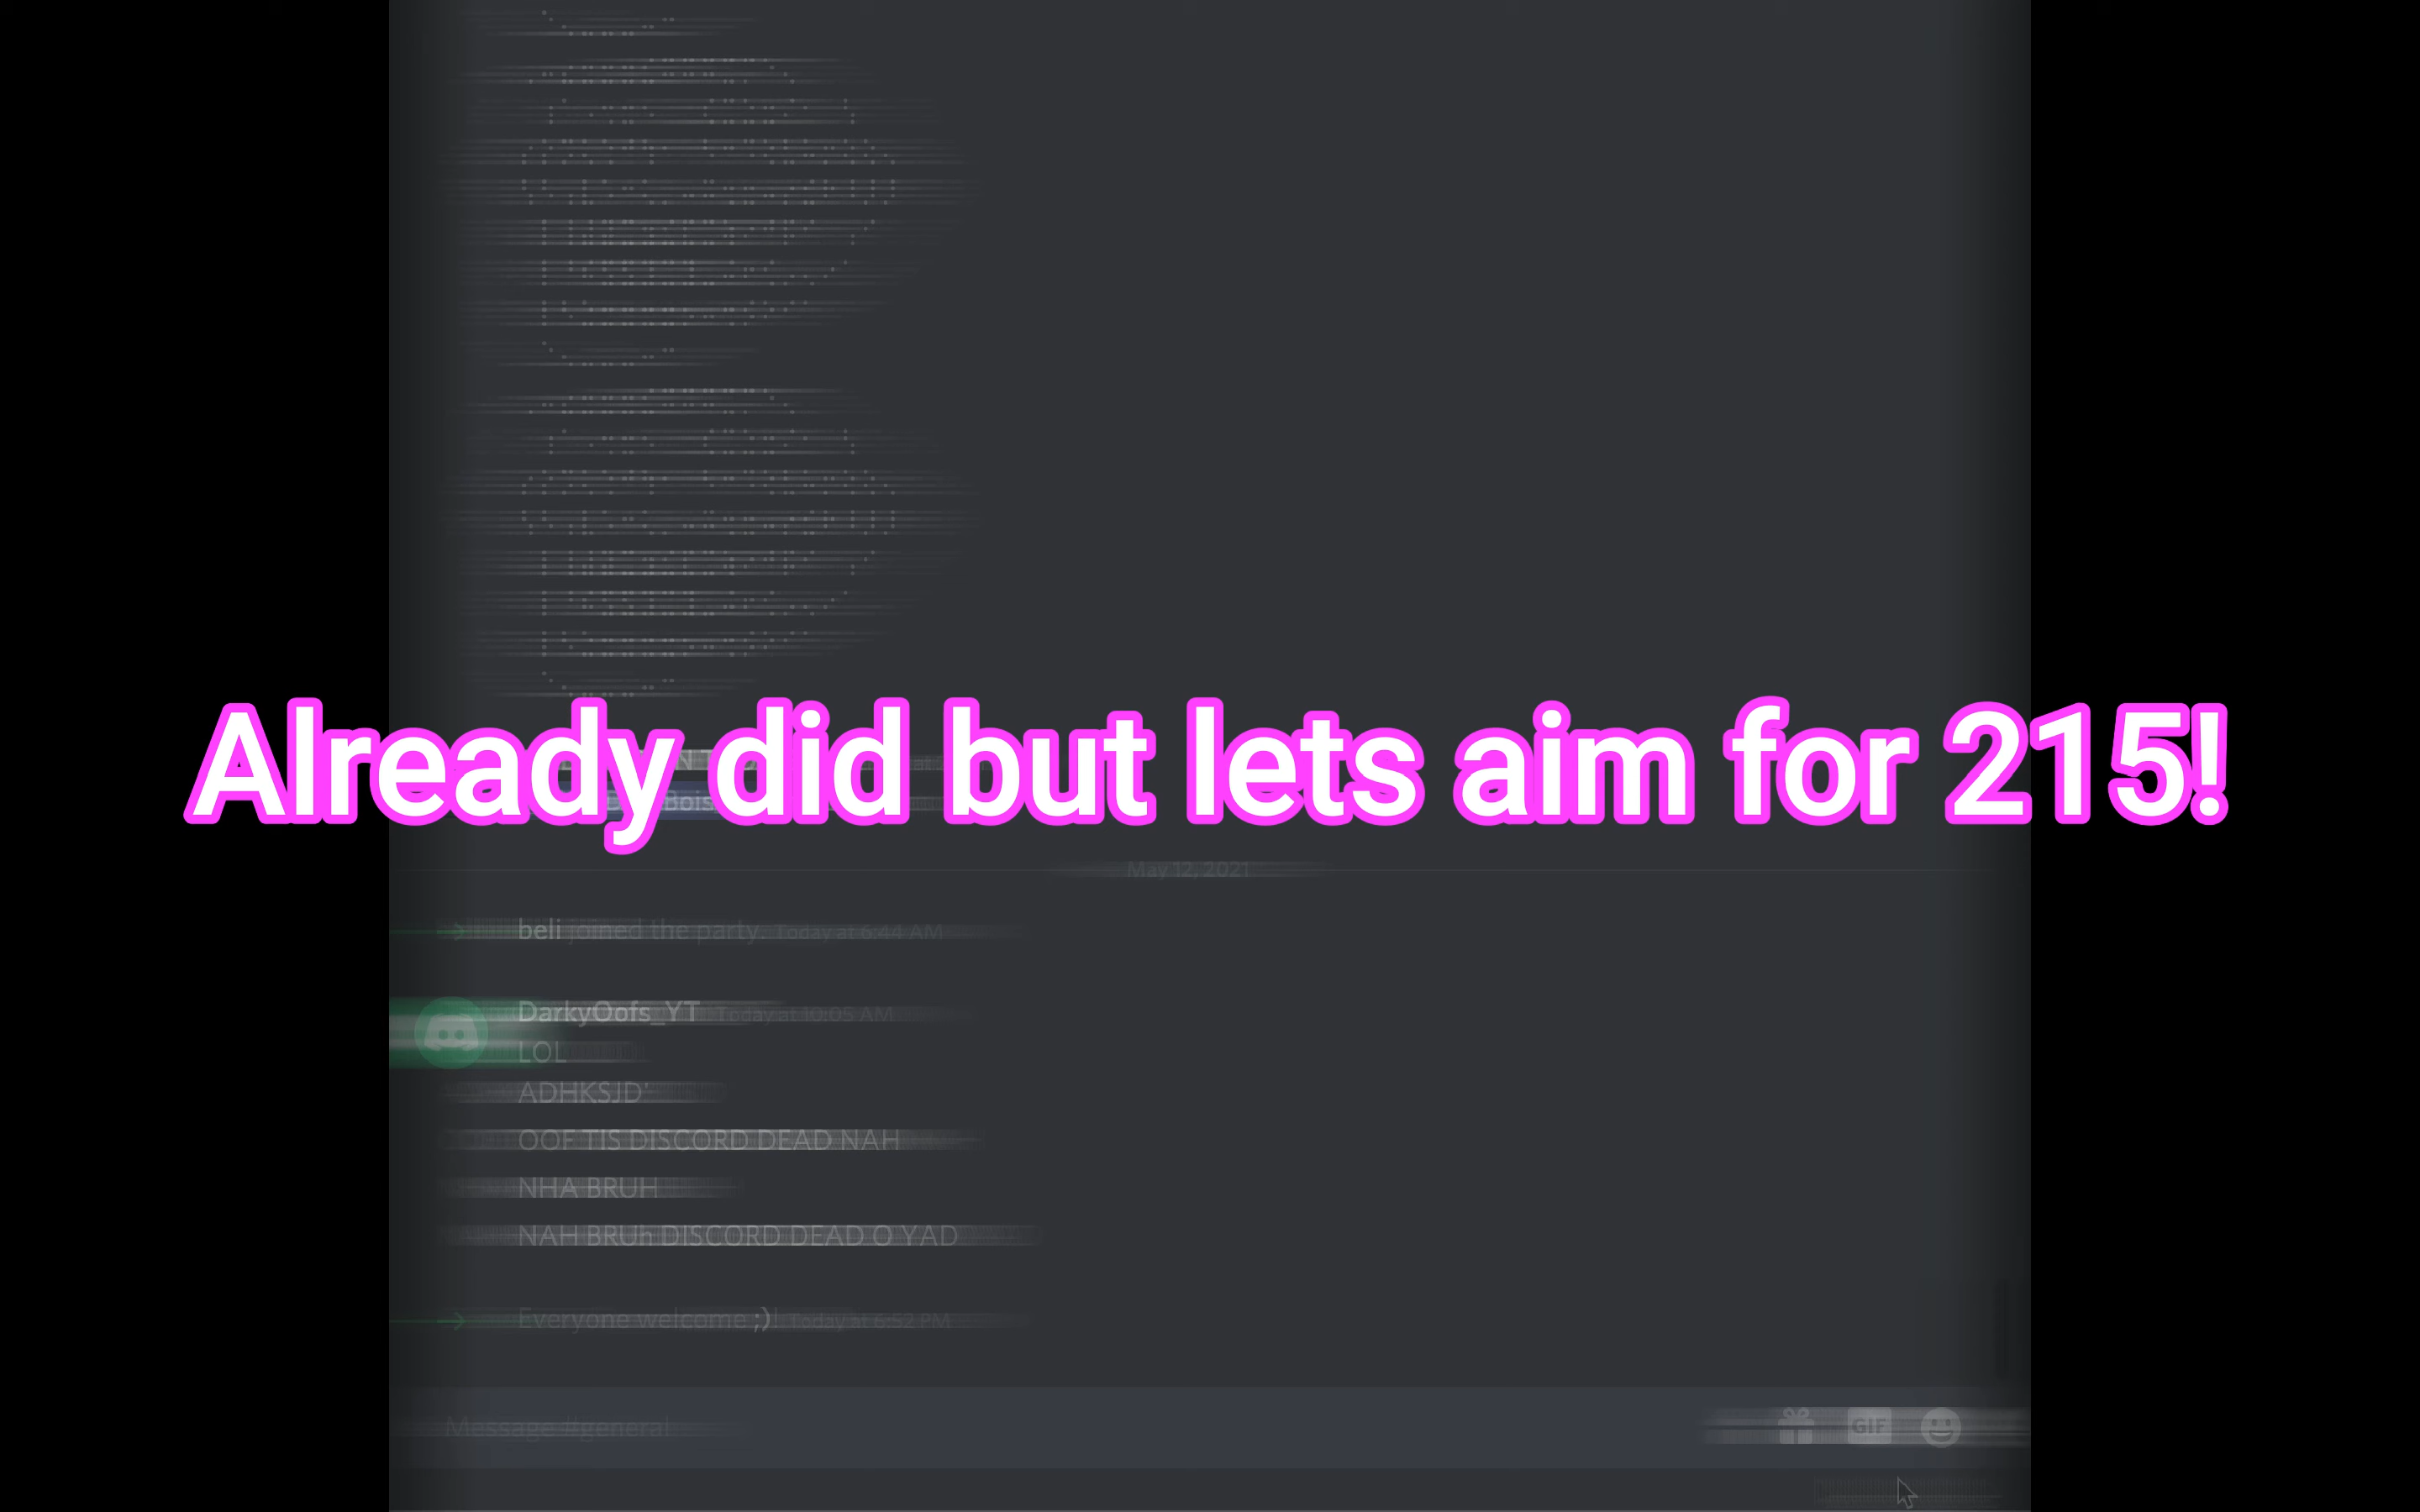 Already did but lets aim for 215!
May 12, 2021
beli joined the party. Today at 6:44 AM
DarkyOofs_YT Today at 10:05 AM
LOL
ADHKSJD'
OOF TIS DISCORD DEAD NAH
NHA BRUH
NAH BRUh DISCORD DEAD O YAD
Everyone welcome ;)! Today at 6:52 PM
Message #general
GIF